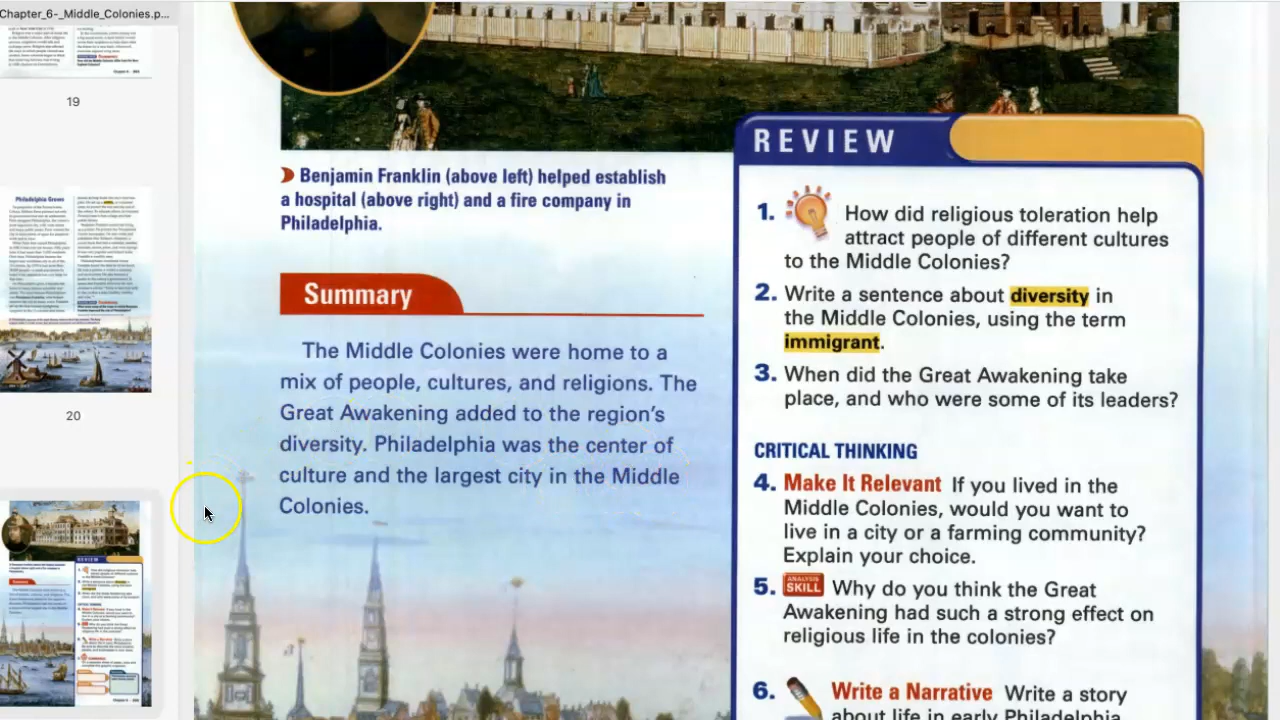 Chapter_6-_Middle_Colonies.p...
19
Philadelphia Grows
20
Benjamin Franklin (above left) helped establish
a hospital (above right) and a fire company in
Philadelphia.
Summary
The Middle Colonies were home to a
mix of people, cultures, and religions. The
Great Awakening added to the region's
diversity. Philadelphia was the center of
culture and the largest city in the Middle
Colonies.
REVIEW
1. How did religious toleration help
attract people of different cultures
to the Middle Colonies?
2. Write a sentence about diversity in
the Middle Colonies, using the term
immigrant.
3. When did the Great Awakening take
place, and who were some of its leaders?
CRITICAL THINKING
4. Make It Relevant If you lived in the
Middle Colonies, would you want to
live in a city or a farming community?
Explain your choice.
5. ANALYSIS SKILL Why do you think the Great
Awakening had such a strong effect on
religious life in the colonies?
6. Write a Narrative Write a story
about life in early Philadelphia